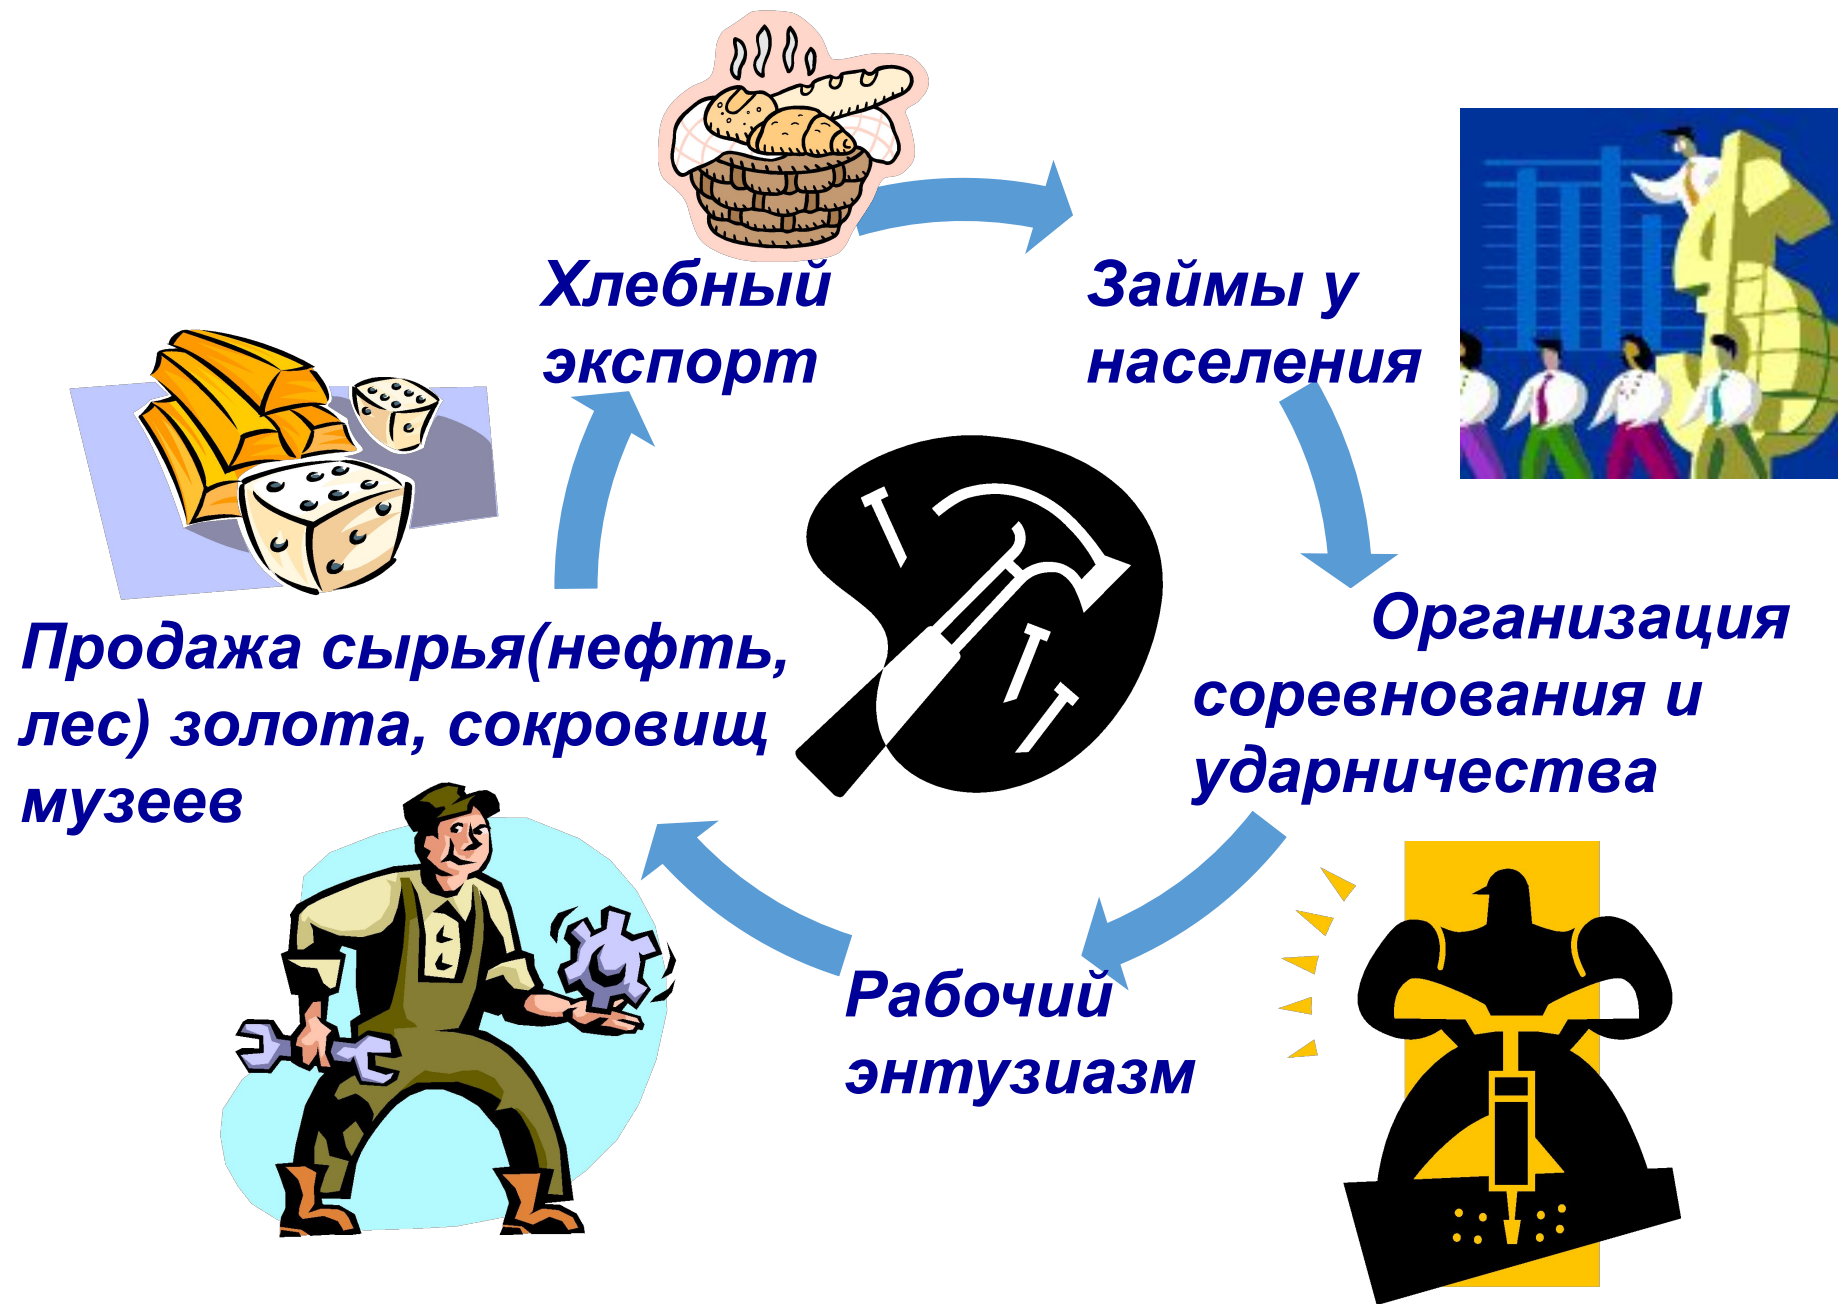 Хлебный
экспорт
Займы у
населения
Организация
соревнования и
ударничества
Рабочий
энтузиазм
Продажа сырья(нефть,
лес) золота, сокровищ
музеев